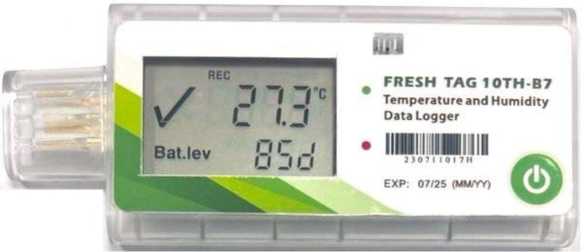 REC
27.3°C
Bat.lev
85d
FRESH TAG 10TH-B7
Temperature and Humidity
Data Logger
230711017H
EXP: 07/25 (MM/YY)